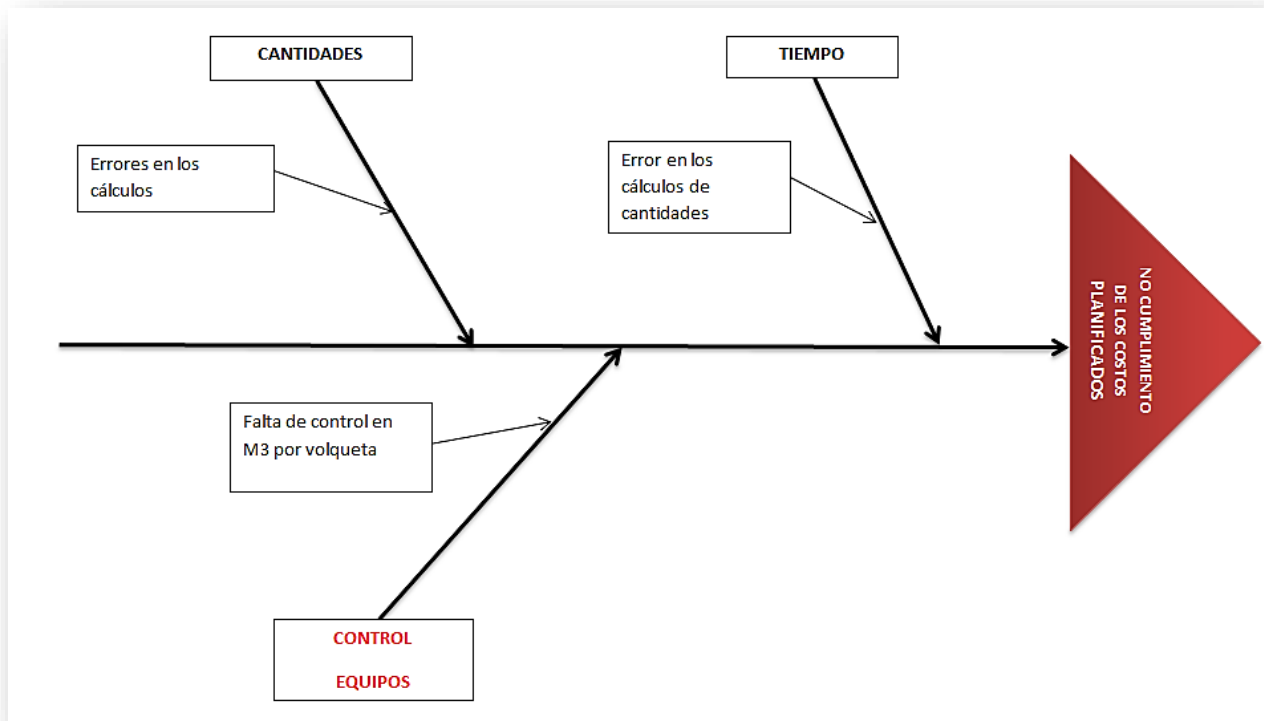 CANTIDADES
TIEMPO
Errores en los
cálculos
Error en los
cálculos de
cantidades
NO CUMPLIMIENTO
DE LOS COSTOS
PLANIFICADOS
Falta de control en
M3 por volqueta
CONTROL
EQUIPOS